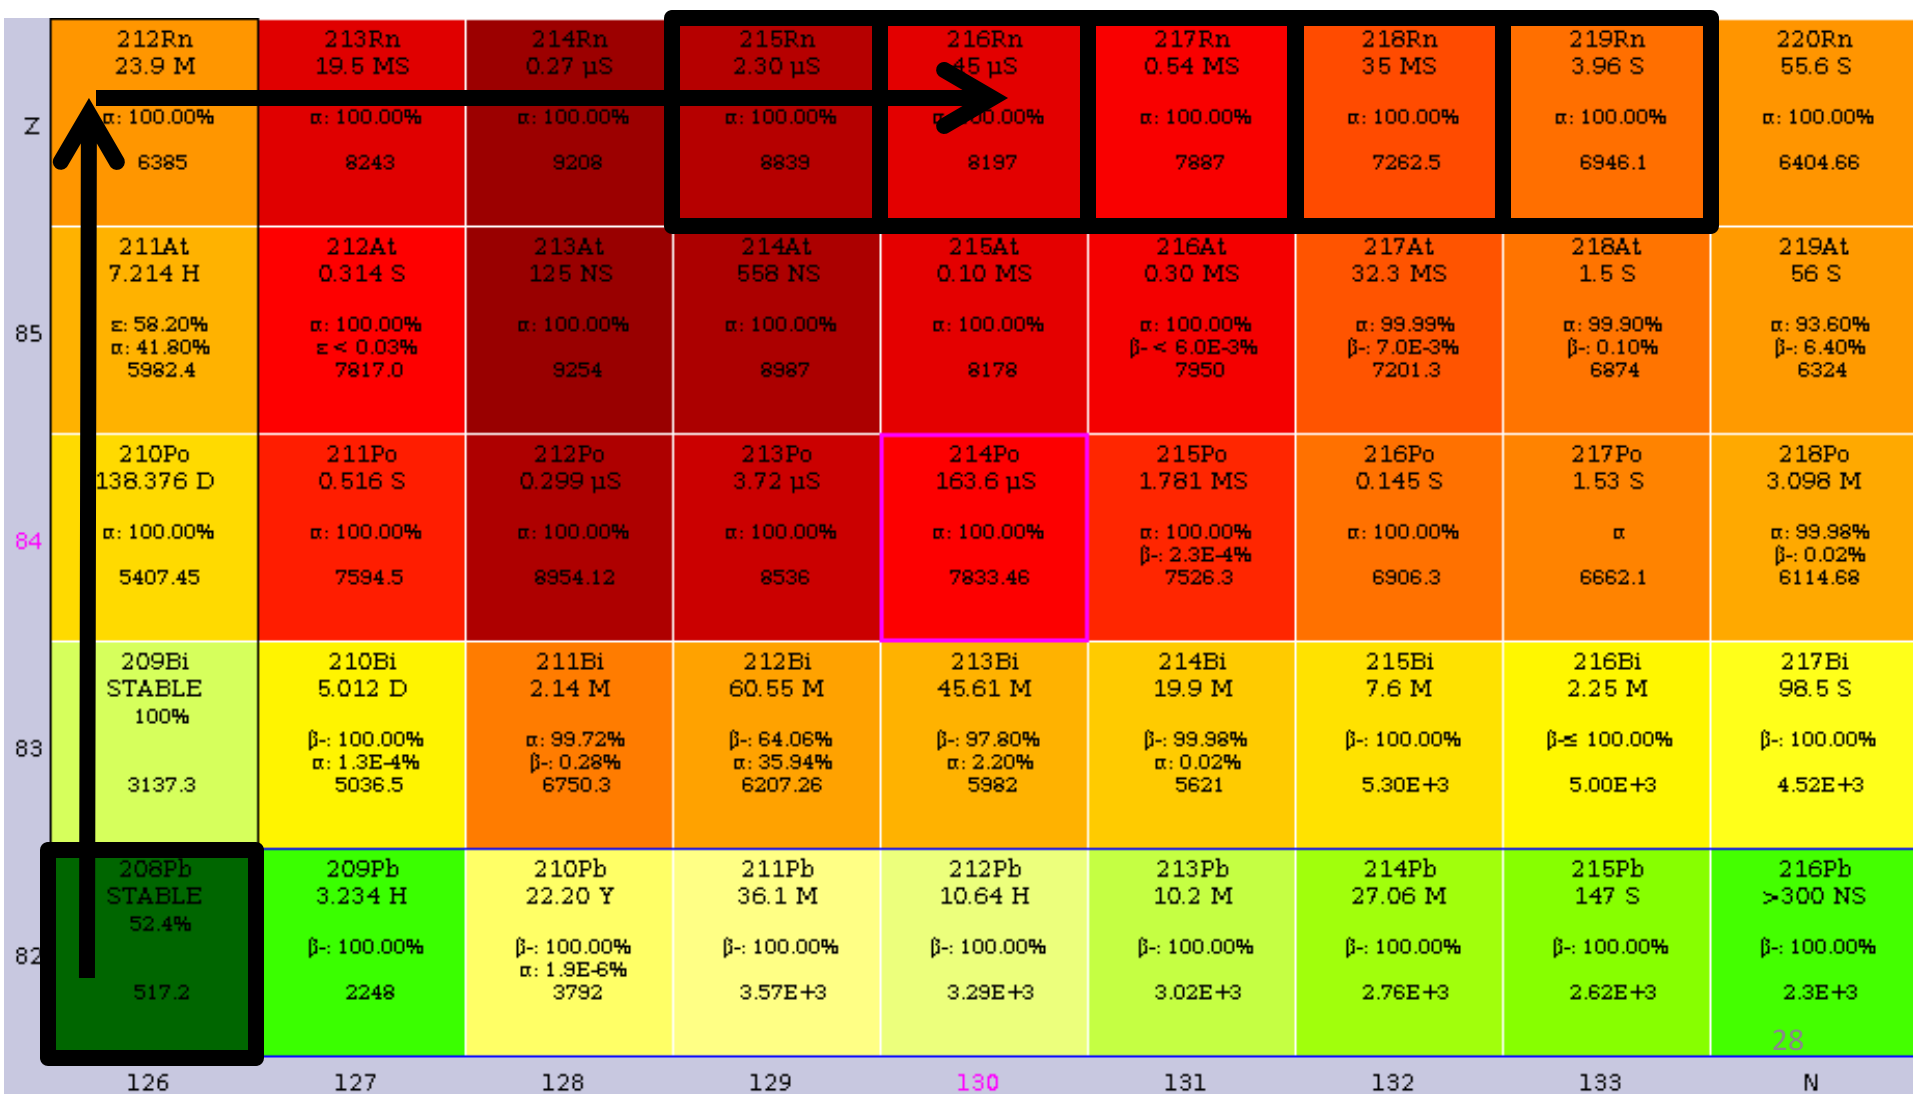 212Rn 213Rn 214Rn 215Rn 216Rn 217Rn 218Rn 219Rn 220Rn
23.9 M 19.5 MS 0.27 µS 2.30 µS 45 µS 0.54 MS 35 MS 3.96 S 55.6 S
Z α: 100.00% α: 100.00% α: 100.00% α: 100.00% α: 100.00% α: 100.00% α: 100.00% α: 100.00% α: 100.00%
6385 8243 9208 8839 8197 7887 7262.5 6946.1 6404.66
211At 212At 213At 214At 215At 216At 217At 218At 219At
7.214 H 0.314 S 125 NS 558 NS 0.10 MS 0.30 MS 32.3 MS 1.5 S 56 S
85 ε: 58.20% α: 100.00% α: 100.00% α: 100.00% α: 100.00% α: 100.00% α: 99.99% α: 99.90% α: 93.60%
α: 41.80% ε < 0.03% β- < 6.0E-3% β-: 7.0E-3% β-: 0.10% β-: 6.40%
5982.4 7817.0 9254 8987 8178 7950 7201.3 6874 6324
210Po 211Po 212Po 213Po 214Po 215Po 216Po 217Po 218Po
138.376 D 0.516 S 0.299 µS 3.72 µS 163.6 µS 1.781 MS 0.145 S 1.53 S 3.098 M
84 α: 100.00% α: 100.00% α: 100.00% α: 100.00% α: 100.00% α: 100.00% α: 100.00% α α: 99.98%
β-: 2.3E-4% β-: 0.02%
5407.45 7594.5 8954.12 8536 7833.46 7526.3 6906.3 6662.1 6114.68
209Bi 210Bi 211Bi 212Bi 213Bi 214Bi 215Bi 216Bi 217Bi
STABLE 5.012 D 2.14 M 60.55 M 45.61 M 19.9 M 7.6 M 2.25 M 98.5 S
100%
83 β-: 100.00% α: 99.72% β-: 64.06% β-: 97.80% β-: 99.98% β-: 100.00% β-≤ 100.00% β-: 100.00%
α: 1.3E-4% β-: 0.28% α: 35.94% α: 2.20% α: 0.02%
3137.3 5036.5 6750.3 6207.26 5982 5621 5.30E+3 5.00E+3 4.52E+3
208Pb 209Pb 210Pb 211Pb 212Pb 213Pb 214Pb 215Pb 216Pb
STABLE 3.234 H 22.20 Y 36.1 M 10.64 H 10.2 M 27.06 M 147 S >300 NS
52.4%
82 β-: 100.00% β-: 100.00% β-: 100.00% β-: 100.00% β-: 100.00% β-: 100.00% β-: 100.00% β-: 100.00%
α: 1.9E-6%
517.2 2248 3792 3.57E+3 3.29E+3 3.02E+3 2.76E+3 2.62E+3 2.3E+3
28
126 127 128 129 130 131 132 133 N